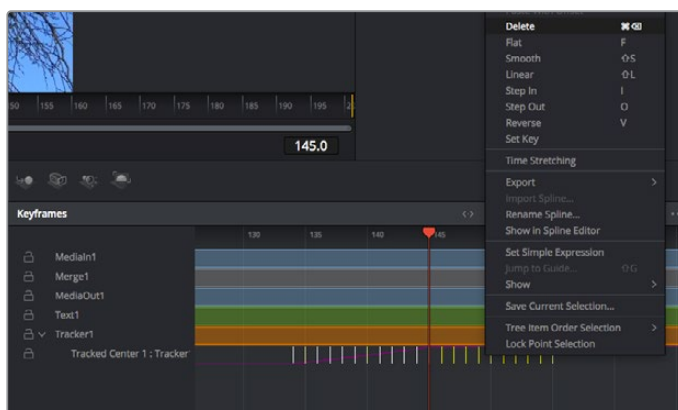 Delete ⌘⌫
Flat F
Smooth ⇧S
Linear ⇧L
Step In I
Step Out O
Reverse V
Set Key
Time Stretching
Export >
Import Spline...
Rename Spline...
Show in Spline Editor
Set Simple Expression
Jump to Guide... ⇧G
Show >
Save Current Selection...
Tree Item Order Selection >
Lock Point Selection
50 155 160 165 170 175 180 185 190 195
145.0
Keyframes
130 135 140 145
MediaIn1
Merge1
MediaOut1
Text1
Tracker1
Tracked Center 1 : Tracker